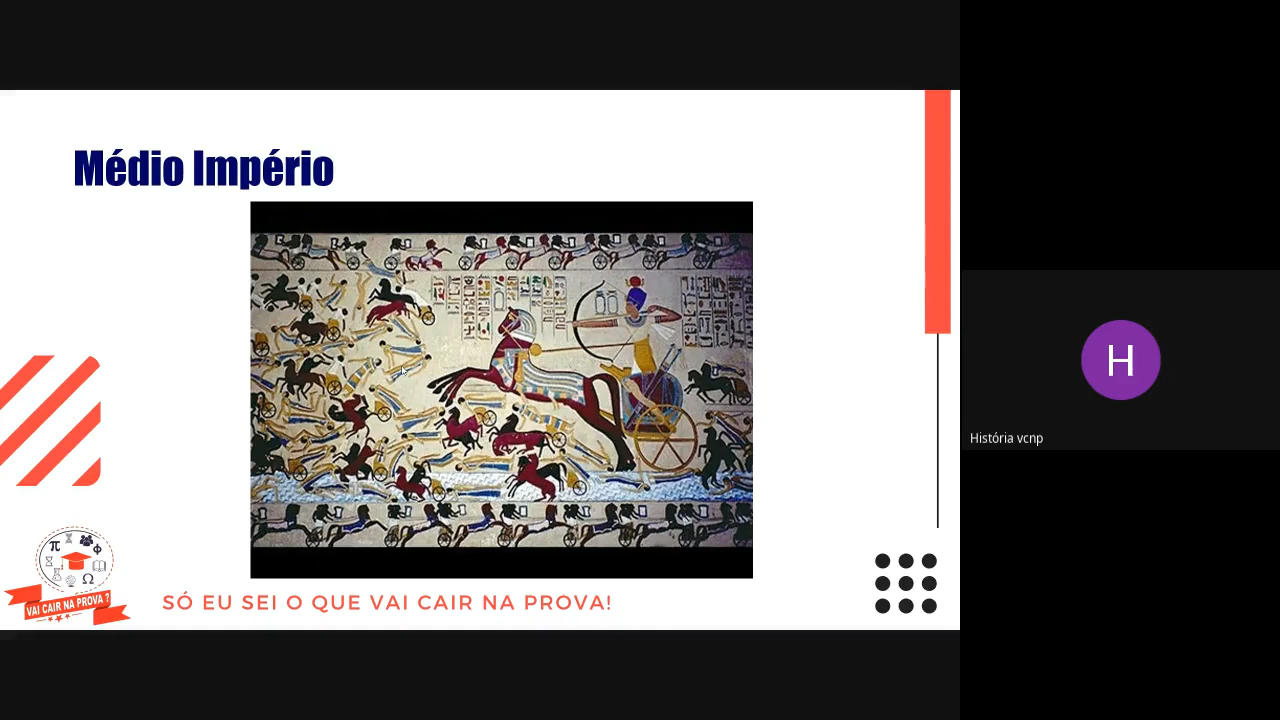 Médio Império
H
História vcnp
VAI CAIR NA PROVA ?
SÓ EU SEI O QUE VAI CAIR NA PROVA!